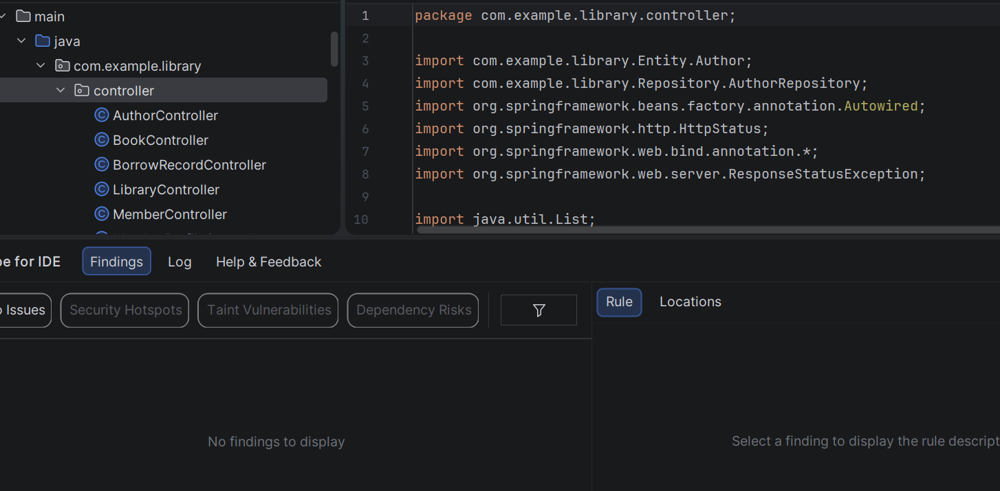 main
java
com.example.library
controller
AuthorController
BookController
BorrowRecordController
LibraryController
MemberController
1 package com.example.library.controller;
2
3 import com.example.library.Entity.Author;
4 import com.example.library.Repository.AuthorRepository;
5 import org.springframework.beans.factory.annotation.Autowired;
6 import org.springframework.http.HttpStatus;
7 import org.springframework.web.bind.annotation.*;
8 import org.springframework.web.server.ResponseStatusException;
9
10 import java.util.List;
for IDE Findings Log Help & Feedback
Issues Security Hotspots Taint Vulnerabilities Dependency Risks
Rule Locations
No findings to display
Select a finding to display the rule descript